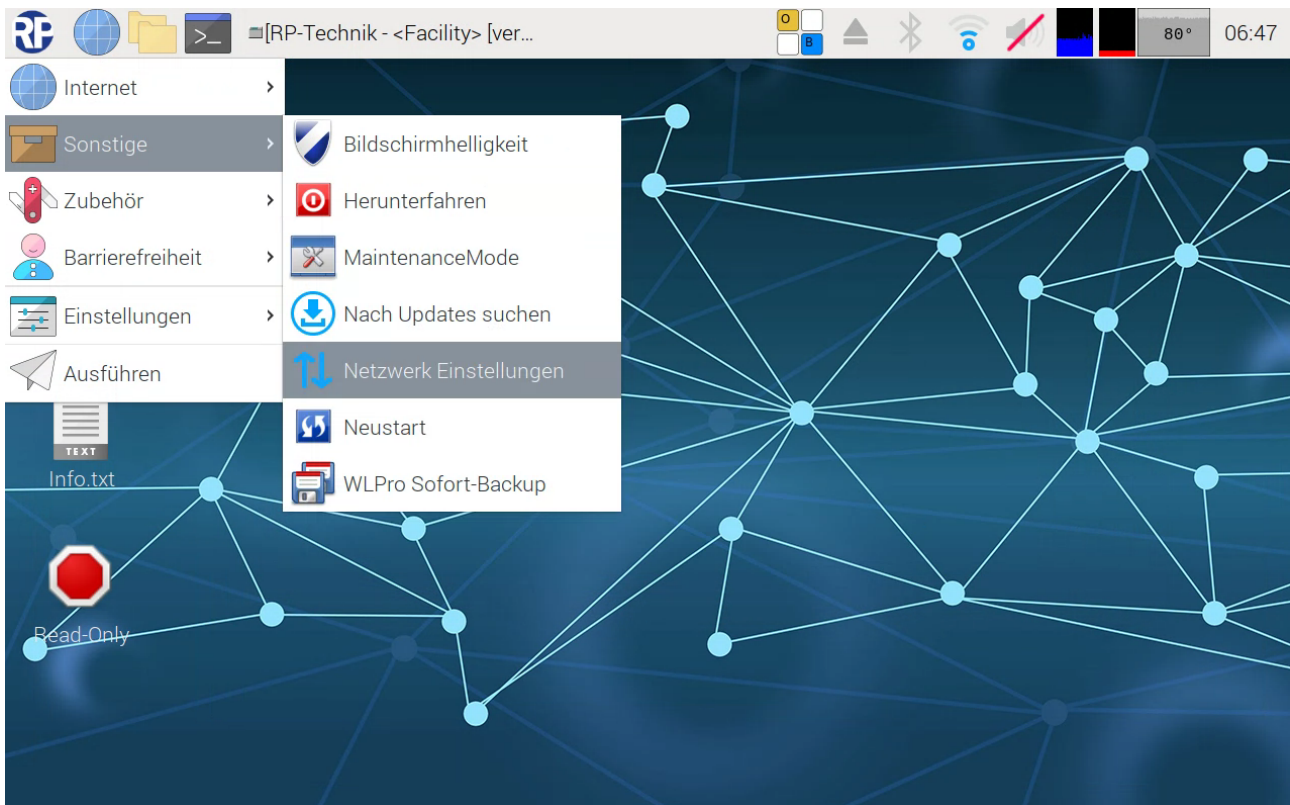 RP
>_
[RP-Technik - <Facility> [ver...
O
B
80°
06:47
Internet
Sonstige
Zubehör
Barrierefreiheit
Einstellungen
Ausführen
Bildschirmhelligkeit
Herunterfahren
MaintenanceMode
Nach Updates suchen
Netzwerk Einstellungen
Neustart
WLPro Sofort-Backup
TEXT
Info.txt
Read-Only